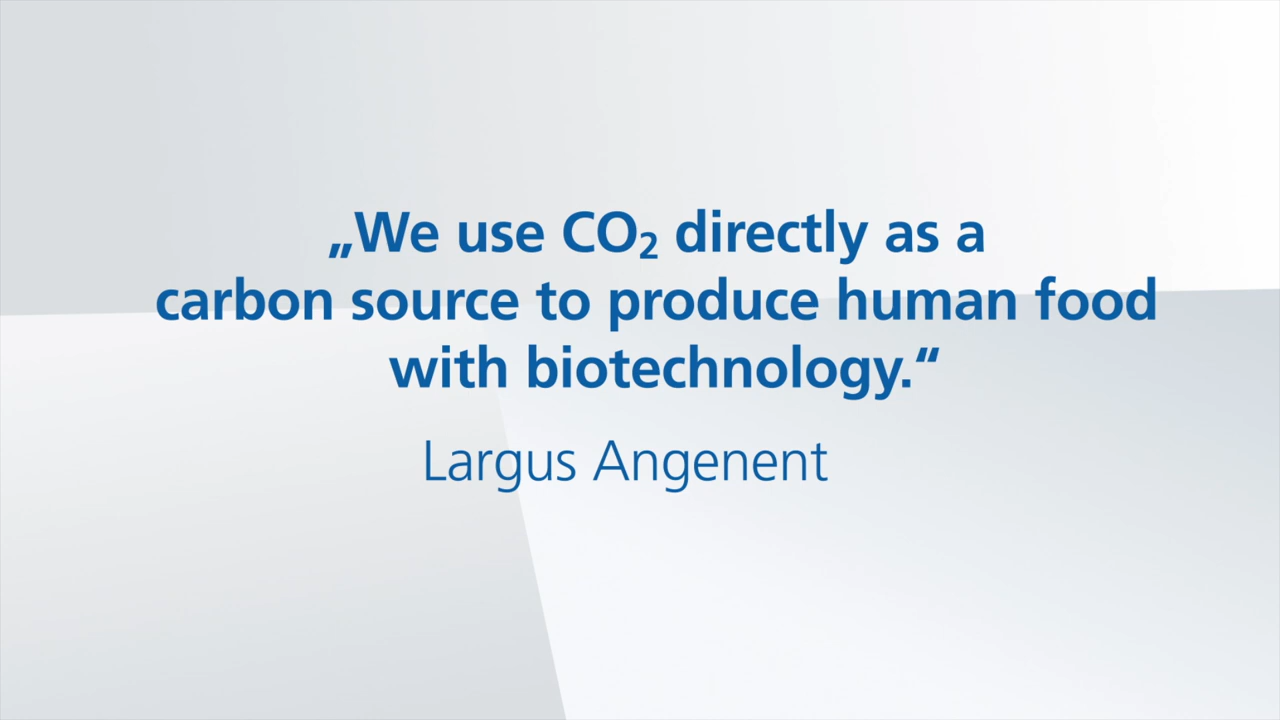 „We use CO₂ directly as a
carbon source to produce human food
with biotechnology.“
Largus Angenent